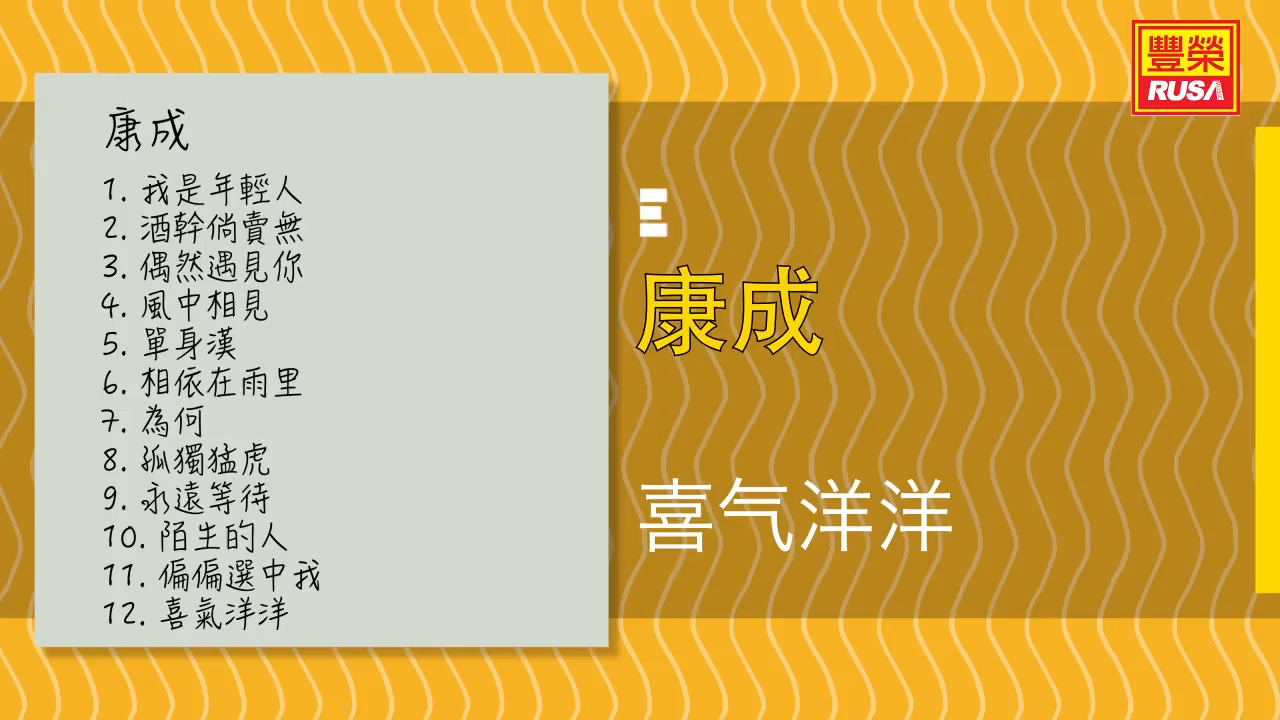 康成
1. 我是年輕人
2. 酒幹倘賣無
3. 偶然遇見你
4. 風中相見
5. 單身漢
6. 相依在雨里
7. 為何
8. 孤獨猛虎
9. 永遠等待
10. 陌生的人
11. 偏偏選中我
12. 喜氣洋洋
豐榮
RUSA
康成
喜气洋洋